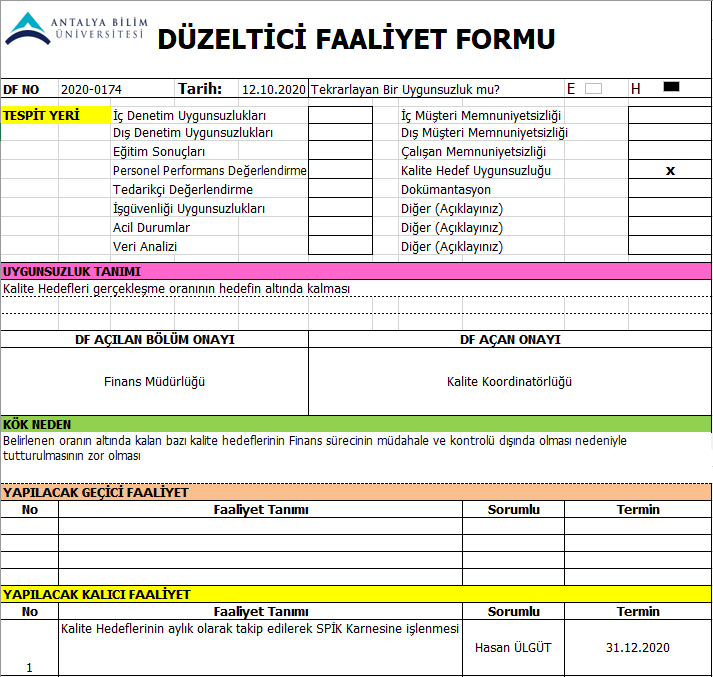 ANTALYA BİLİM
ÜNİVERSİTESİ
DÜZELTİCİ FAALİYET FORMU
DF NO 2020-0174 Tarih: 12.10.2020 Tekrarlayan Bir Uygunsuzluk mu? E H
TESPİT YERİ İç Denetim Uygunsuzlukları İç Müşteri Memnuniyetsizliği
Dış Denetim Uygunsuzlukları Dış Müşteri Memnuniyetsizliği
Eğitim Sonuçları Çalışan Memnuniyetsizliği
Personel Performans Değerlendirme Kalite Hedef Uygunsuzluğu x
Tedarikçi Değerlendirme Dokümantasyon
İşgüvenliği Uygunsuzlukları Diğer (Açıklayınız)
Acil Durumlar Diğer (Açıklayınız)
Veri Analizi Diğer (Açıklayınız)
UYGUNSUZLUK TANIMI
Kalite Hedefleri gerçekleşme oranının hedefin altında kalması
DF AÇILAN BÖLÜM ONAYI DF AÇAN ONAYI
Finans Müdürlüğü Kalite Koordinatörlüğü
KÖK NEDEN
Belirlenen oranın altında kalan bazı kalite hedeflerinin Finans sürecinin müdahale ve kontrolü dışında olması nedeniyle
tutturulmasının zor olması
YAPILACAK GEÇİCİ FAALİYET
No Faaliyet Tanımı Sorumlu Termin
YAPILACAK KALICI FAALİYET
No Faaliyet Tanımı Sorumlu Termin
Kalite Hedeflerinin aylık olarak takip edilerek SPİK Karnesine işlenmesi
Hasan ÜLGÜT 31.12.2020
1